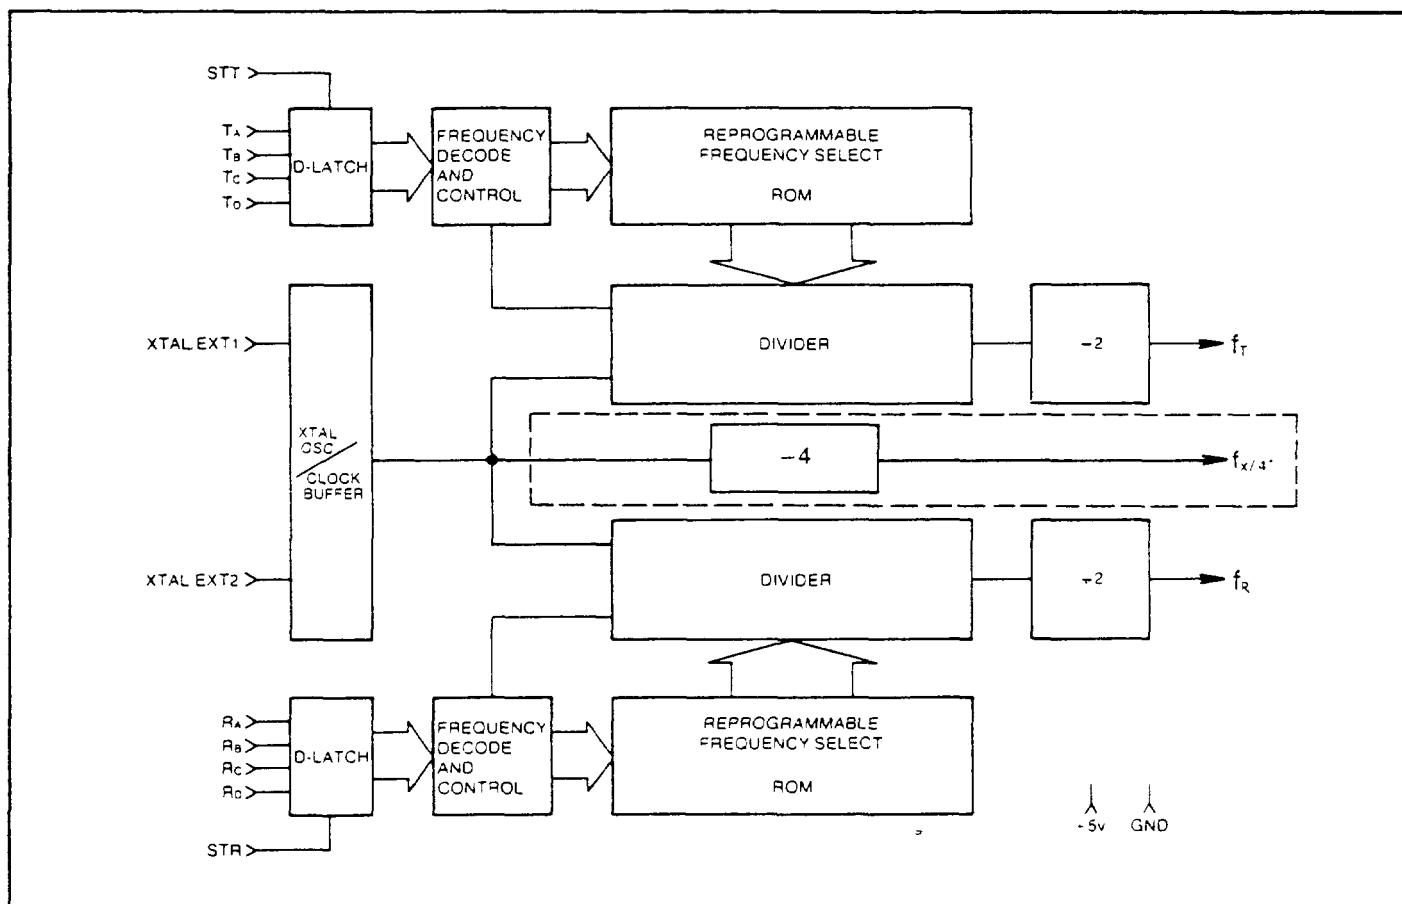 STT
TA
TB
TC
TD
D-LATCH
FREQUENCY
DECODE
AND
CONTROL
REPROGRAMMABLE
FREQUENCY SELECT
ROM
XTAL EXT1
XTAL
OSC
CLOCK
BUFFER
DIVIDER
÷2
fT
÷4
fX/4*
XTAL EXT2
DIVIDER
÷2
fR
RA
RB
RC
RD
D-LATCH
FREQUENCY
DECODE
AND
CONTROL
REPROGRAMMABLE
FREQUENCY SELECT
ROM
+5v
GND
STR